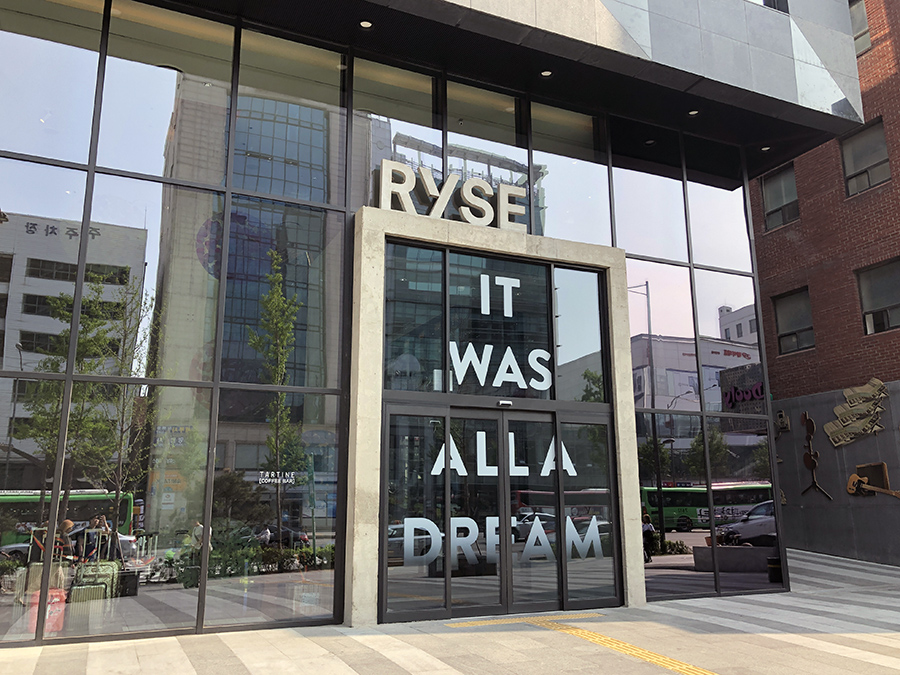 RYSE
IT
WAS
ALL A
DREAM
TARTINE
[COFFEE BAR]